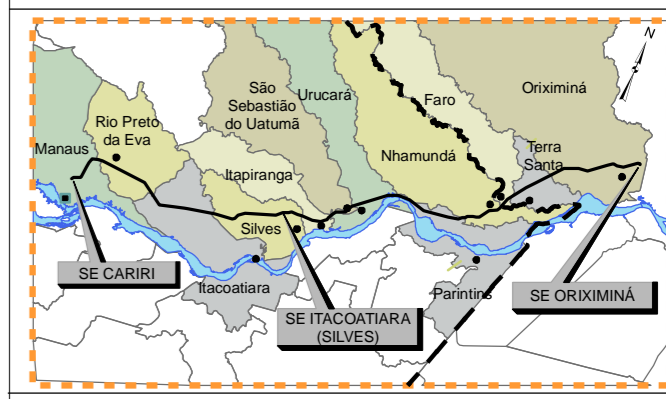 N
Oriximiná
São
Sebastião
do Uatumã
Urucará
Faro
Rio Preto
da Eva
Manaus
Terra
Santa
Nhamundá
Itapiranga
Silves
SE CARIRI
Itacoatiara
Parintins
SE ORIXIMINÁ
SE ITACOATIARA
(SILVES)